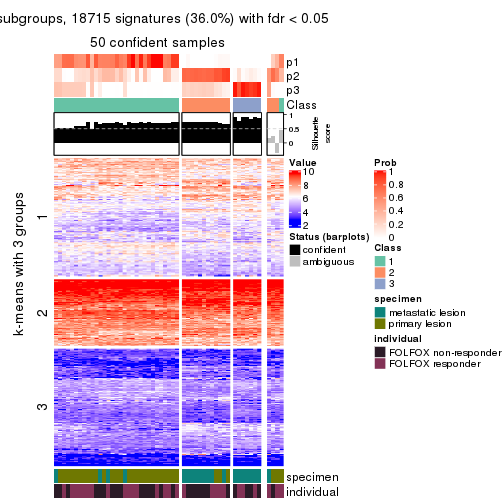 subgroups, 18715 signatures (36.0%) with fdr < 0.05
50 confident samples
p1
p2
p3
Class
1
0.5
0
Silhouette
score
k-means with 3 groups
1
2
3
Value
10
8
6
4
2
Status (barplots)
confident
ambiguous
Prob
1
0.8
0.6
0.4
0.2
0
Class
1
2
3
specimen
metastatic lesion
primary lesion
individual
FOLFOX non-responder
FOLFOX responder
specimen
individual